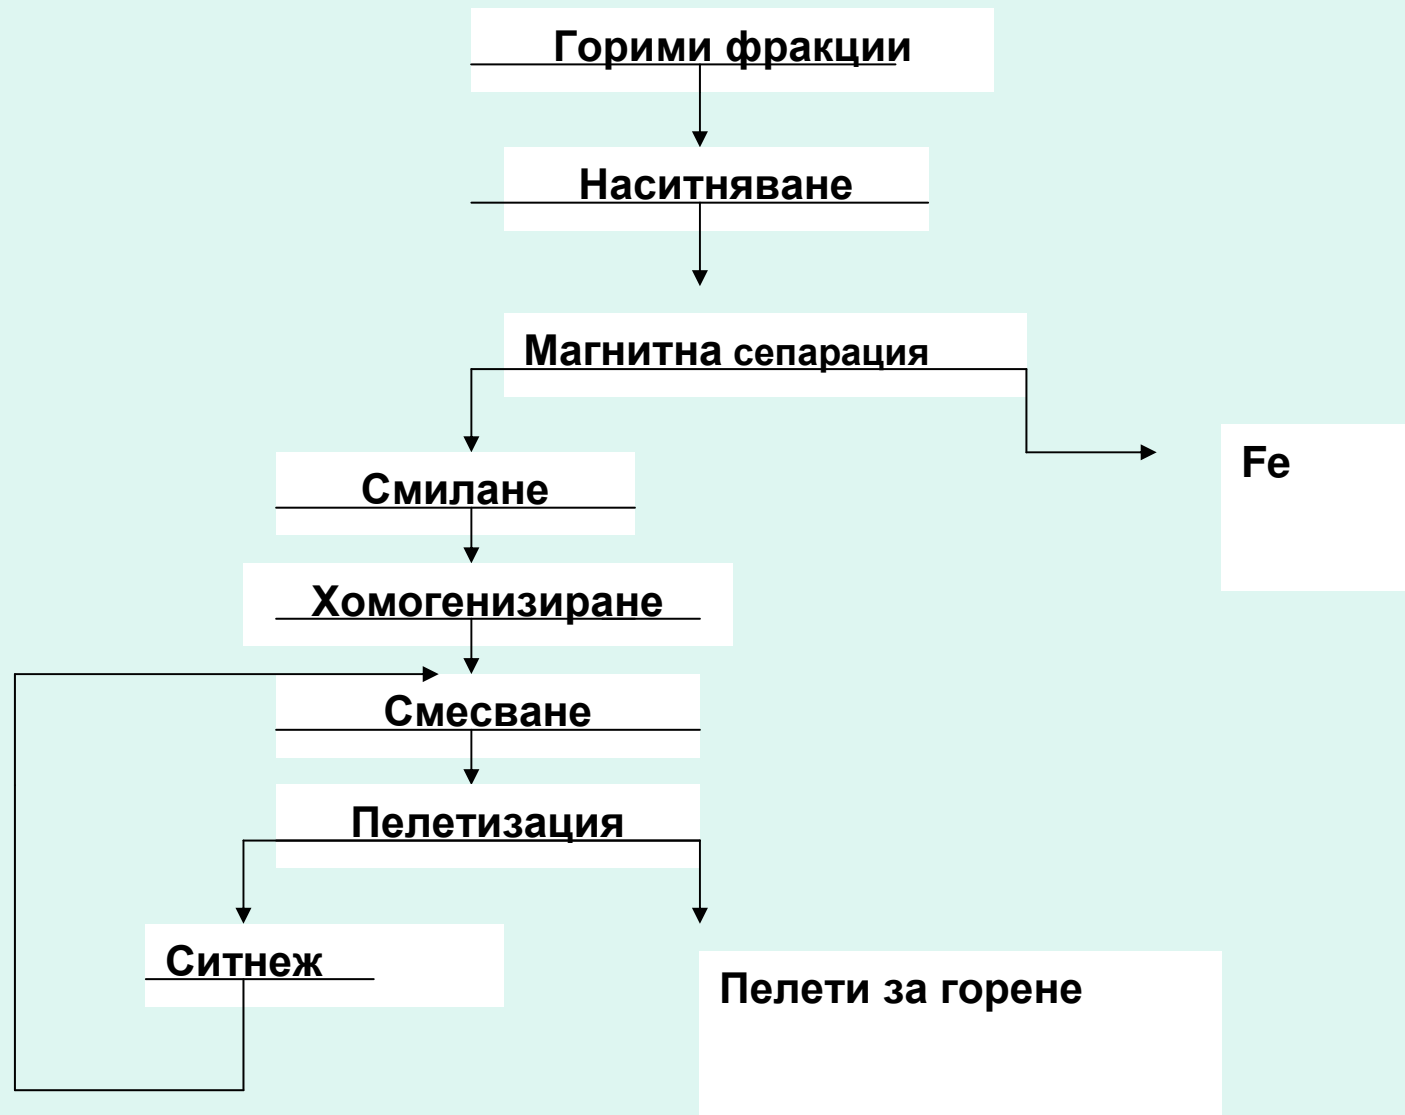 Горими фракции
Наситняване
Магнитна сепарация
Fe
Смилане
Хомогенизиране
Смесване
Пелетизация
Ситнеж
Пелети за горене